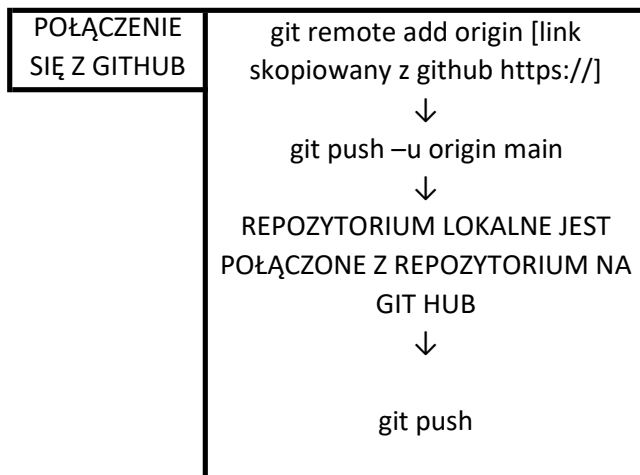 POŁĄCZENIE
SIĘ Z GITHUB
git remote add origin [link
skopiowany z github https://]
↓
git push –u origin main
↓
REPOZYTORIUM LOKALNE JEST
POŁĄCZONE Z REPOZYTORIUM NA
GIT HUB
↓
git push